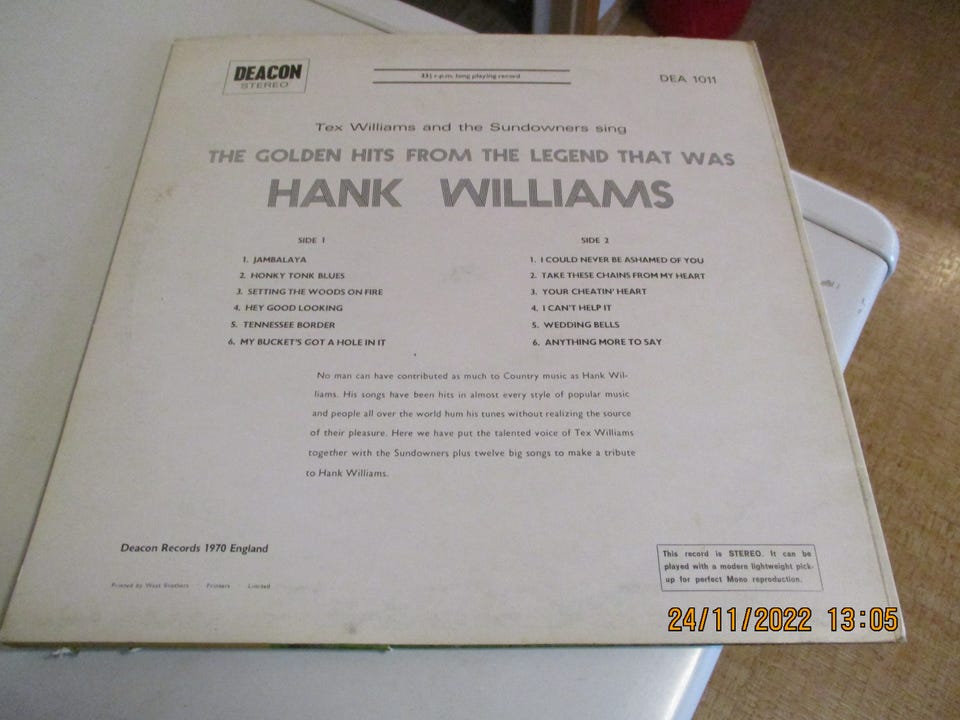 DEACON
STEREO
33⅓ r.p.m. long playing record
DEA 1011
Tex Williams and the Sundowners sing
THE GOLDEN HITS FROM THE LEGEND THAT WAS
HANK WILLIAMS
SIDE 1
1. JAMBALAYA
2. HONKY TONK BLUES
3. SETTING THE WOODS ON FIRE
4. HEY GOOD LOOKING
5. TENNESSEE BORDER
6. MY BUCKET'S GOT A HOLE IN IT
SIDE 2
1. I COULD NEVER BE ASHAMED OF YOU
2. TAKE THESE CHAINS FROM MY HEART
3. YOUR CHEATIN' HEART
4. I CAN'T HELP IT
5. WEDDING BELLS
6. ANYTHING MORE TO SAY
No man can have contributed as much to Country music as Hank Wil-
liams. His songs have been hits in almost every style of popular music
and people all over the world hum his tunes without realizing the source
of their pleasure. Here we have put the talented voice of Tex Williams
together with the Sundowners plus twelve big songs to make a tribute
to Hank Williams.
Deacon Records 1970 England
Printed by West Brothers Printers Limited
This record is STEREO. It can be
played with a modern lightweight pick-
up for perfect Mono reproduction.
24/11/2022 13:05